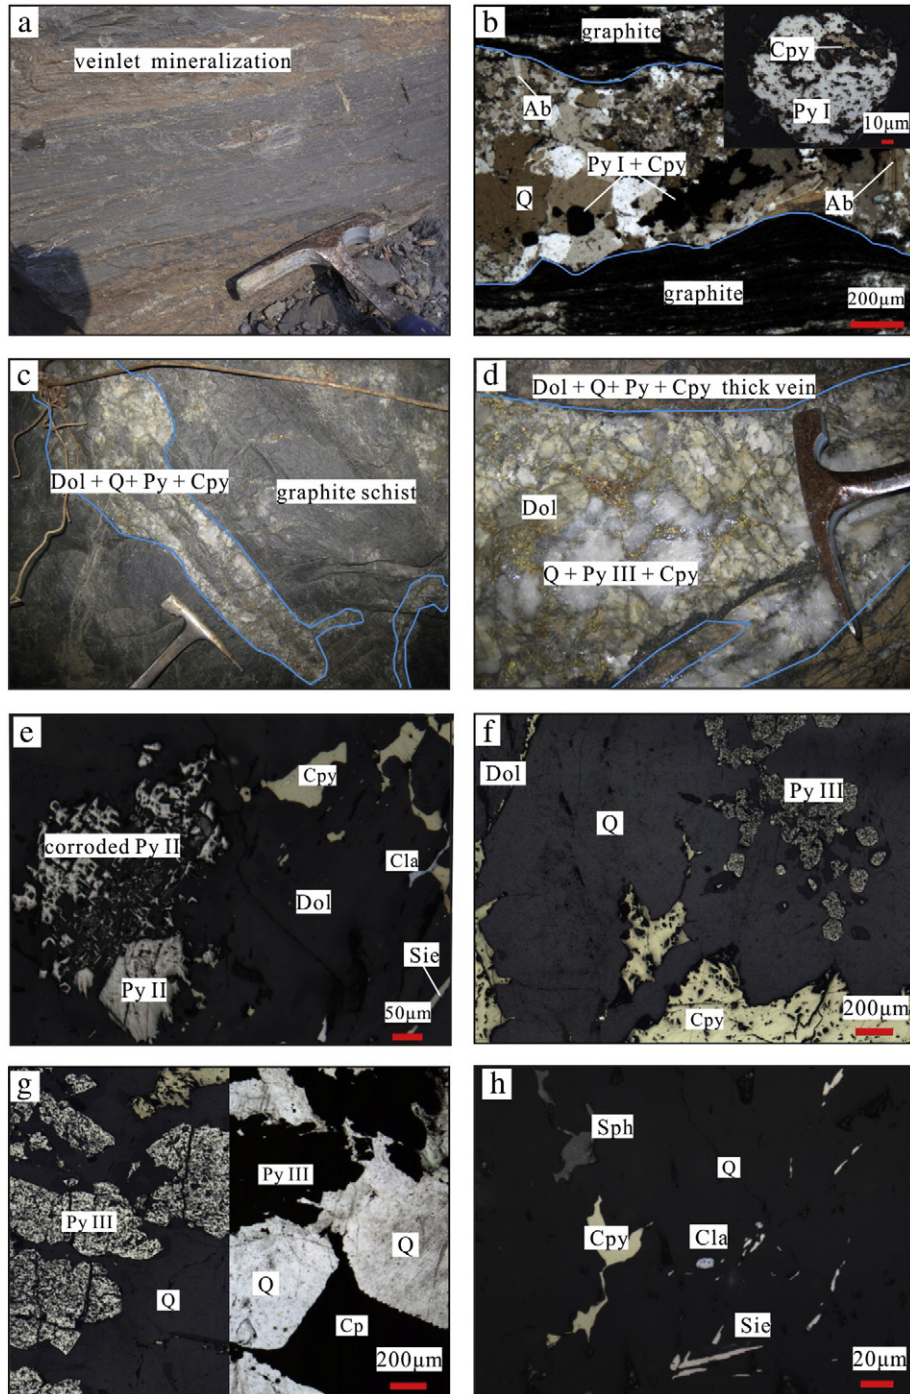 a
veinlet mineralization
b
graphite
Cpy
Ab
Py I
10μm
Py I + Cpy
Q
Ab
graphite
200μm
c
Dol + Q + Py + Cpy
graphite schist
d
Dol + Q + Py + Cpy thick vein
Dol
Q + Py III + Cpy
e
Cpy
corroded Py II
Cla
Dol
Sie
Py II
50μm
f
Dol
Py III
Q
Cpy
200μm
g
Py III
Py III
Q
Q
Q
Cp
200μm
h
Sph
Q
Cpy
Cla
Sie
20μm